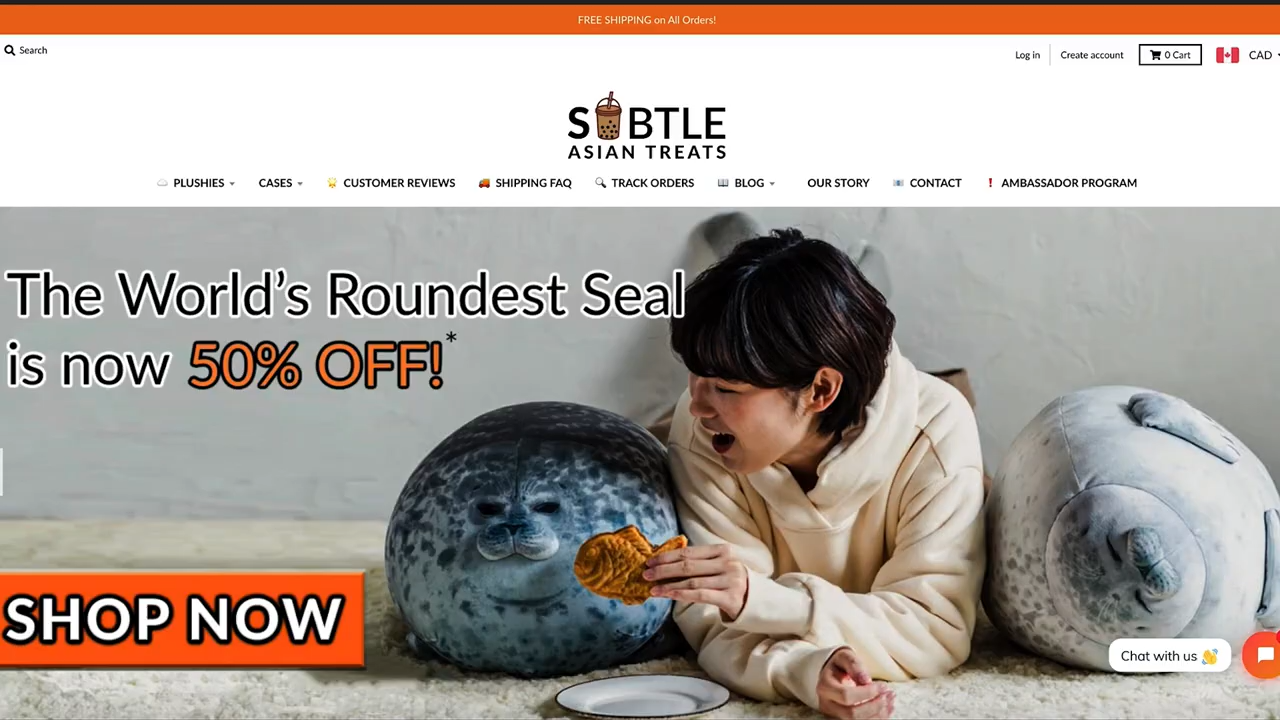 FREE SHIPPING on All Orders!
Search
Log in
Create account
0 Cart
CAD
SUBTLE
ASIAN TREATS
PLUSHIES
CASES
CUSTOMER REVIEWS
SHIPPING FAQ
TRACK ORDERS
BLOG
OUR STORY
CONTACT
AMBASSADOR PROGRAM
The World's Roundest Seal
is now 50% OFF!*
SHOP NOW
Chat with us